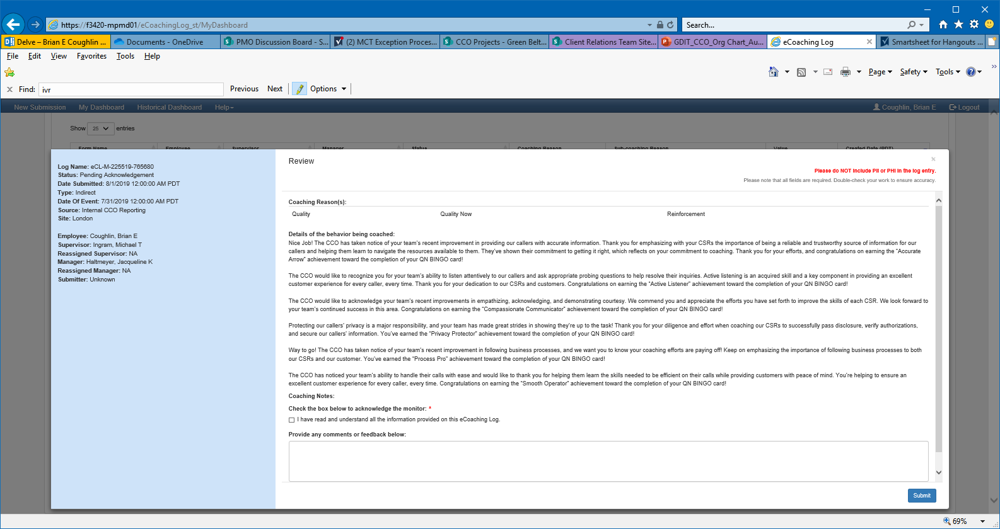 https://f3420-mpmd01/eCoachingLog_st/MyDashboard
Search...
Delve – Brian E Coughlin ...
Documents - OneDrive
PMO Discussion Board - S...
(2) MCT Exception Proces...
CCO Projects - Green Belt...
Client Relations Team Site...
GDIT_CCO_Org Chart_Au...
eCoaching Log
Smartsheet for Hangouts ...
File Edit View Favorites Tools Help
Page Safety Tools
Find: ivr Previous Next Options
New Submission My Dashboard Historical Dashboard Help Coughlin, Brian E Logout
Show 25 entries
Form Name Employee Supervisor Manager Status Coaching Reason Sub-coaching Reason Value Created Date (PDT)
Log Name: eCL-M-225519-765680
Status: Pending Acknowledgement
Date Submitted: 8/1/2019 12:00:00 AM PDT
Type: Indirect
Date Of Event: 7/31/2019 12:00:00 AM PDT
Source: Internal CCO Reporting
Site: London
Employee: Coughlin, Brian E
Supervisor: Ingram, Michael T
Reassigned Supervisor: NA
Manager: Haltmeyer, Jacqueline K
Reassigned Manager: NA
Submitter: Unknown
Review
Please do NOT include PII or PHI in the log entry.
Please note that all fields are required. Double-check your work to ensure accuracy.
Coaching Reason(s):
Quality Quality Now Reinforcement
Details of the behavior being coached:
Nice Job! The CCO has taken notice of your team's recent improvement in providing our callers with accurate information. Thank you for emphasizing with your CSRs the importance of being a reliable and trustworthy source of information for our
callers and helping them learn to navigate the resources available to them. They've shown their commitment to getting it right, which reflects on your commitment to coaching. Thank you for your efforts, and congratulations on earning the “Accurate
Arrow” achievement toward the completion of your QN BINGO card!
The CCO would like to recognize you for your team's ability to listen attentively to our callers and ask appropriate probing questions to help resolve their inquiries. Active listening is an acquired skill and a key component in providing an excellent
customer experience for every caller, every time. Thank you for your dedication to our CSRs and customers. Congratulations on earning the “Active Listener” achievement toward the completion of your QN BINGO card!
The CCO would like to acknowledge your team's recent improvements in empathizing, acknowledging, and demonstrating courtesy. We commend you and appreciate the efforts you have set forth to improve the skills of each CSR. We look forward to
your team's continued success in this area. Congratulations on earning the “Compassionate Communicator” achievement toward the completion of your QN BINGO card!
Protecting our callers' privacy is a major responsibility, and your team has made great strides in showing they're up to the task! Thank you for your diligence and effort when coaching our CSRs to successfully pass disclosure, verify authorizations,
and secure our callers' information. You've earned the “Privacy Protector” achievement toward the completion of your QN BINGO card!
Way to go! The CCO has taken notice of your team's recent improvement in following business processes, and we want you to know your coaching efforts are paying off! Keep on emphasizing the importance of following business processes to both
our CSRs and our customer. You've earned the “Process Pro” achievement toward the completion of your QN BINGO card!
The CCO has noticed your team's ability to handle their calls with ease and would like to thank you for helping them learn the skills needed to be efficient on their calls while providing customers with peace of mind. You're helping to ensure an
excellent customer experience for every caller, every time. Congratulations on earning the “Smooth Operator” achievement toward the completion of your QN BINGO card!
Coaching Notes:
Check the box below to acknowledge the monitor: *
I have read and understand all the information provided on this eCoaching Log.
Provide any comments or feedback below:
Submit
69%